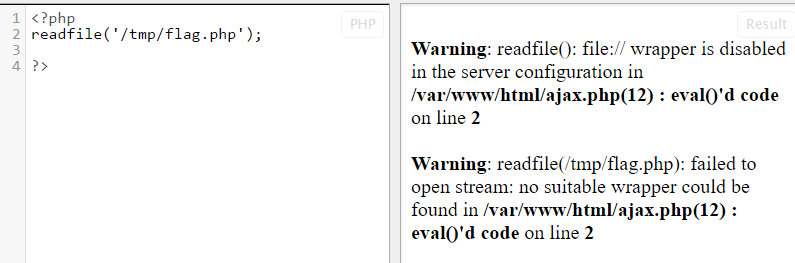 1 <?php
2 readfile('/tmp/flag.php');
3
4 ?>
PHP
Result
Warning: readfile(): file:// wrapper is disabled
in the server configuration in
/var/www/html/ajax.php(12) : eval()'d code
on line 2
Warning: readfile(/tmp/flag.php): failed to
open stream: no suitable wrapper could be
found in /var/www/html/ajax.php(12) :
eval()'d code on line 2